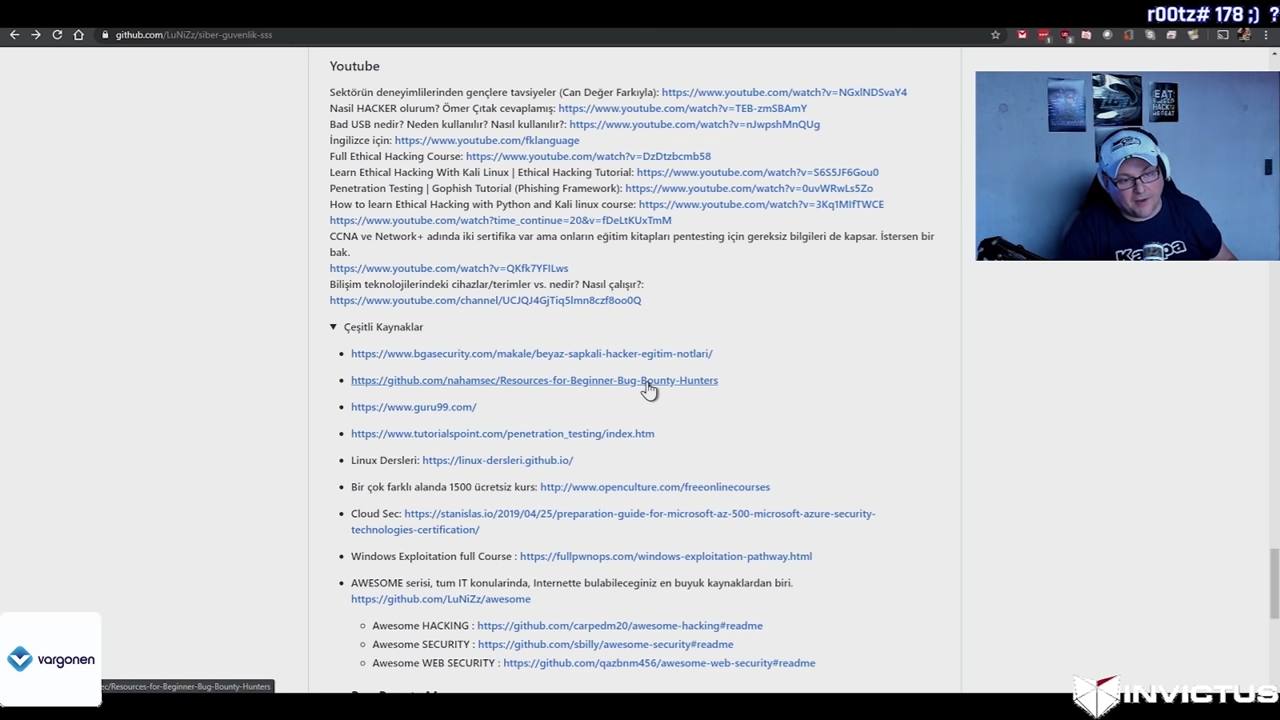 r00tz# 178 ;) ?
github.com/LuNiZz/siber-guvenlik-sss
Youtube
Sektörün deneyimlilerinden gençlere tavsiyeler (Can Değer Farkıyla): https://www.youtube.com/watch?v=NGxlNDSvaY4
Nasil HACKER olurum? Ömer Çıtak cevaplamış: https://www.youtube.com/watch?v=TEB-zmSBAmY
Bad USB nedir? Neden kullanılır? Nasıl kullanılır?: https://www.youtube.com/watch?v=nJwpshMnQUg
İngilizce için: https://www.youtube.com/fklanguage
Full Ethical Hacking Course: https://www.youtube.com/watch?v=DzDtzbcmb58
Learn Ethical Hacking With Kali Linux | Ethical Hacking Tutorial: https://www.youtube.com/watch?v=S6S5JF6Gou0
Penetration Testing | Gophish Tutorial (Phishing Framework): https://www.youtube.com/watch?v=0uvWRwLs5Zo
How to learn Ethical Hacking with Python and Kali linux course: https://www.youtube.com/watch?v=3Kq1MIfTWCE
https://www.youtube.com/watch?time_continue=20&v=fDeLtKUxTmM
CCNA ve Network+ adında iki sertifika var ama onların eğitim kitapları pentesting için gereksiz bilgileri de kapsar. İstersen bir
bak.
https://www.youtube.com/watch?v=QKfk7YFILws
Bilişim teknolojilerindeki cihazlar/terimler vs. nedir? Nasıl çalışır?:
https://www.youtube.com/channel/UCJQJ4GjTiq5lmn8czf8oo0Q
Çeşitli Kaynaklar
https://www.bgasecurity.com/makale/beyaz-sapkali-hacker-egitim-notlari/
https://github.com/nahamsec/Resources-for-Beginner-Bug-Bounty-Hunters
https://www.guru99.com/
https://www.tutorialspoint.com/penetration_testing/index.htm
Linux Dersleri: https://linux-dersleri.github.io/
Bir çok farklı alanda 1500 ücretsiz kurs: http://www.openculture.com/freeonlinecourses
Cloud Sec: https://stanislas.io/2019/04/25/preparation-guide-for-microsoft-az-500-microsoft-azure-security-
technologies-certification/
Windows Exploitation full Course : https://fullpwnops.com/windows-exploitation-pathway.html
AWESOME serisi, tum IT konularinda, Internette bulabileceginiz en buyuk kaynaklardan biri.
https://github.com/LuNiZz/awesome
Awesome HACKING : https://github.com/carpedm20/awesome-hacking#readme
Awesome SECURITY : https://github.com/sbilly/awesome-security#readme
Awesome WEB SECURITY : https://github.com/qazbnm456/awesome-web-security#readme
vargonen
ec/Resources-for-Beginner-Bug-Bounty-Hunters
INVICTUS
EAT
SLEEP
HACK
REPEAT
Kappa